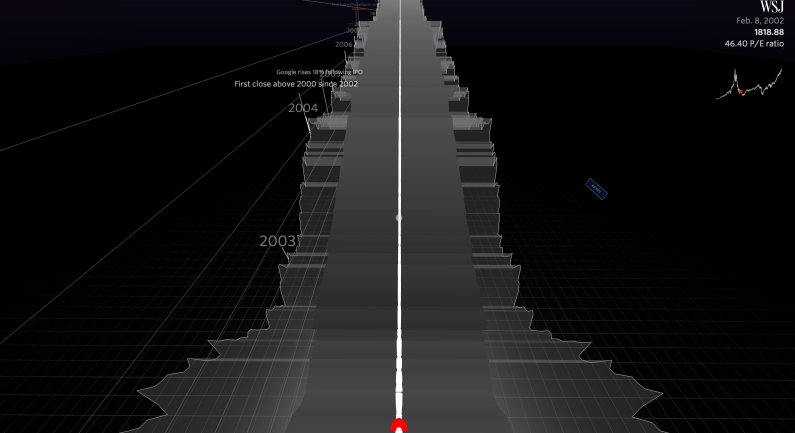 WSJ
Feb. 8, 2002
1818.88
46.40 P/E ratio
2006
Google rises 18% following IPO
First close above 2000 since 2002
2004
2003